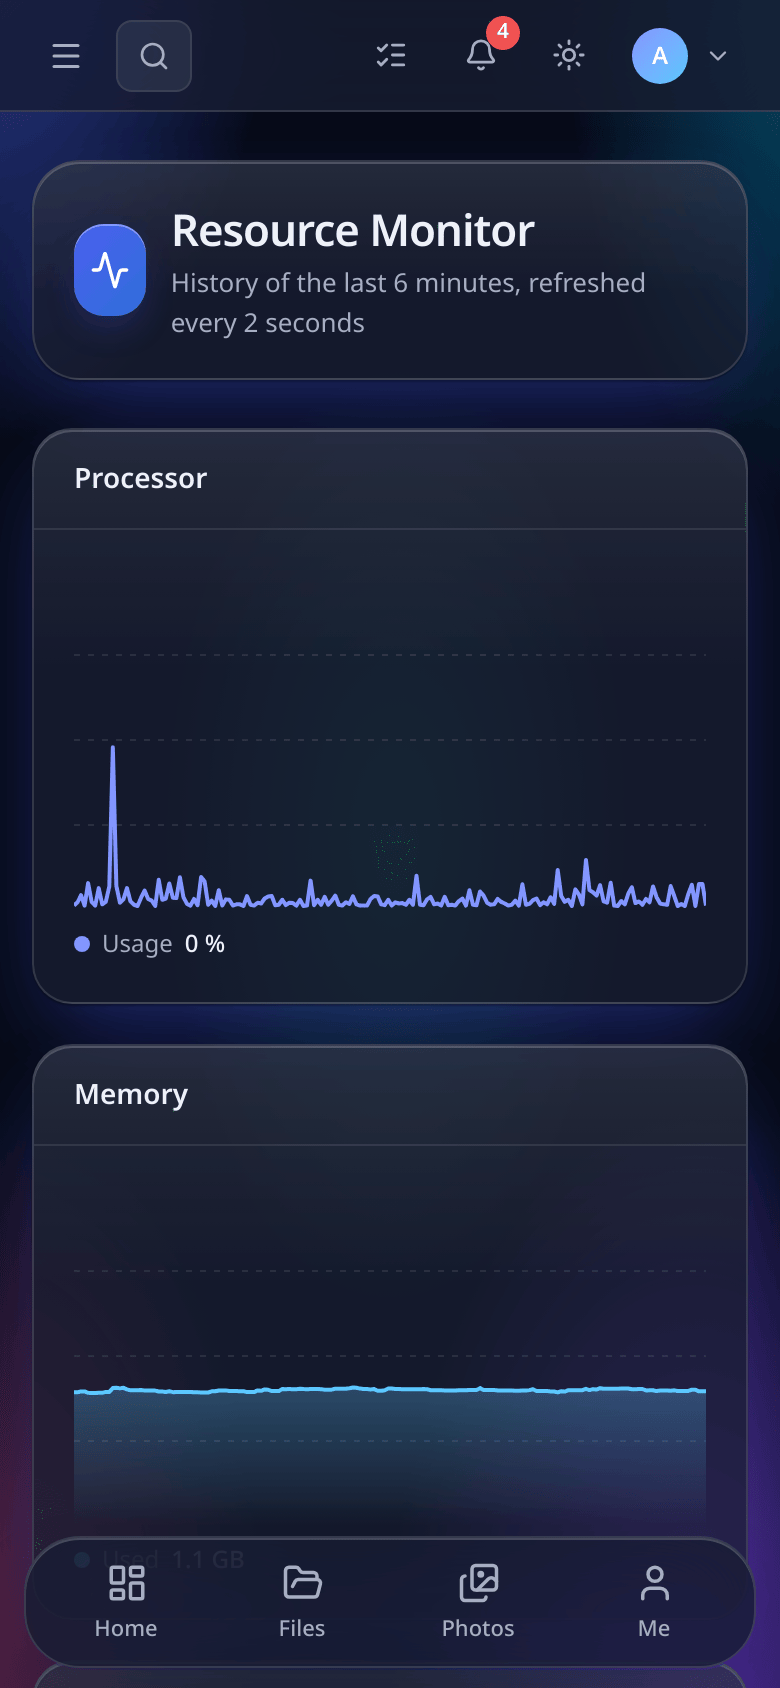 4
A
Resource Monitor
History of the last 6 minutes, refreshed
every 2 seconds
Processor
Usage 0 %
Memory
Used 1.1 GB
Home Files Photos Me